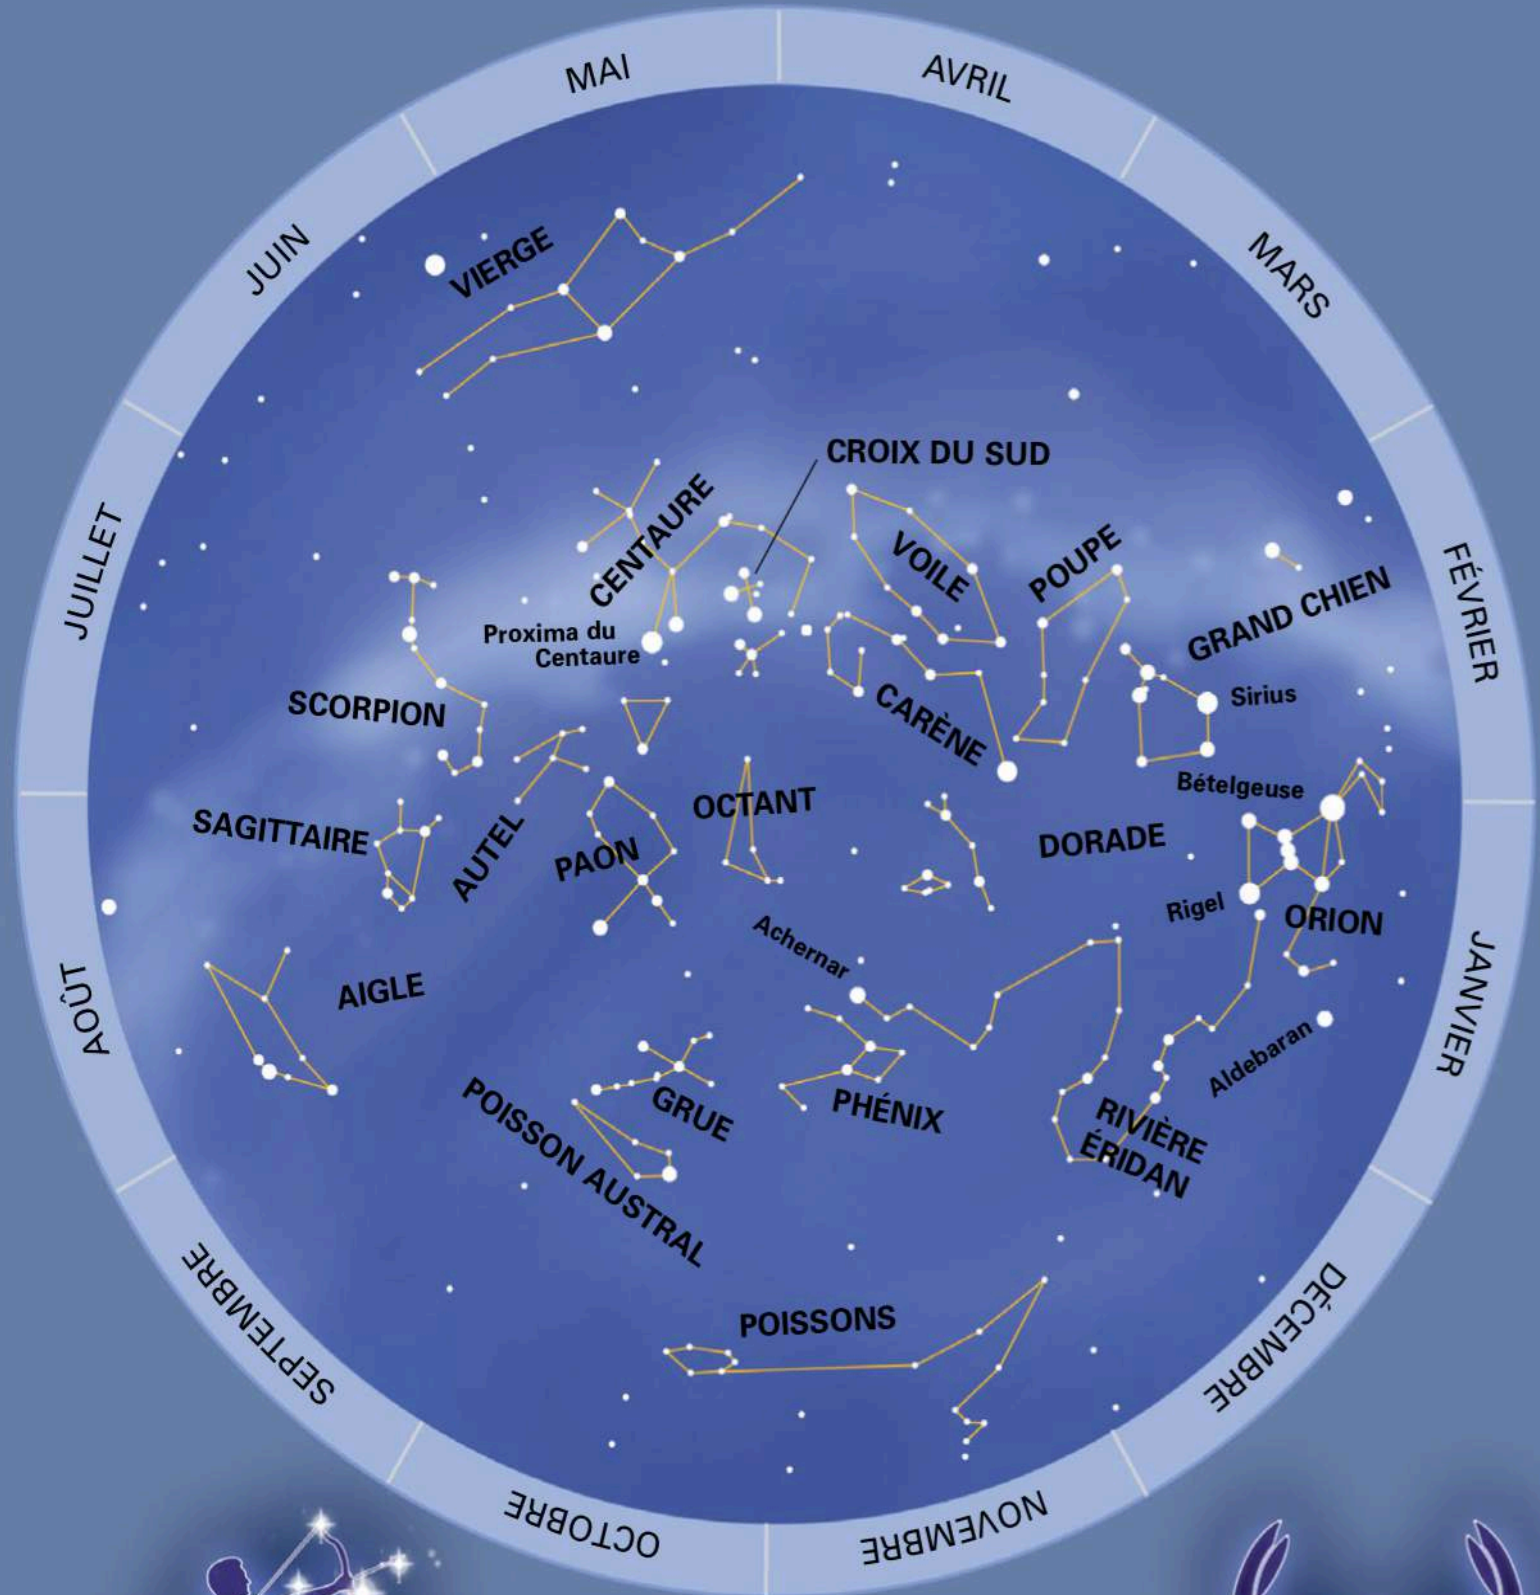 MAI
AVRIL
JUIN
MARS
VIERGE
CROIX DU SUD
JUILLET
CENTAURE
VOILE
POUPE
FÉVRIER
GRAND CHIEN
Proxima du
Centaure
SCORPION
CARÈNE
Sirius
Bételgeuse
OCTANT
SAGITTAIRE
AUTEL
PAON
DORADE
Rigel
ORION
Achernar
AOÛT
AIGLE
JANVIER
Aldebaran
POISSON AUSTRAL
GRUE
PHÉNIX
RIVIÈRE
ÉRIDAN
SEPTEMBRE
POISSONS
DÉCEMBRE
OCTOBRE
NOVEMBRE